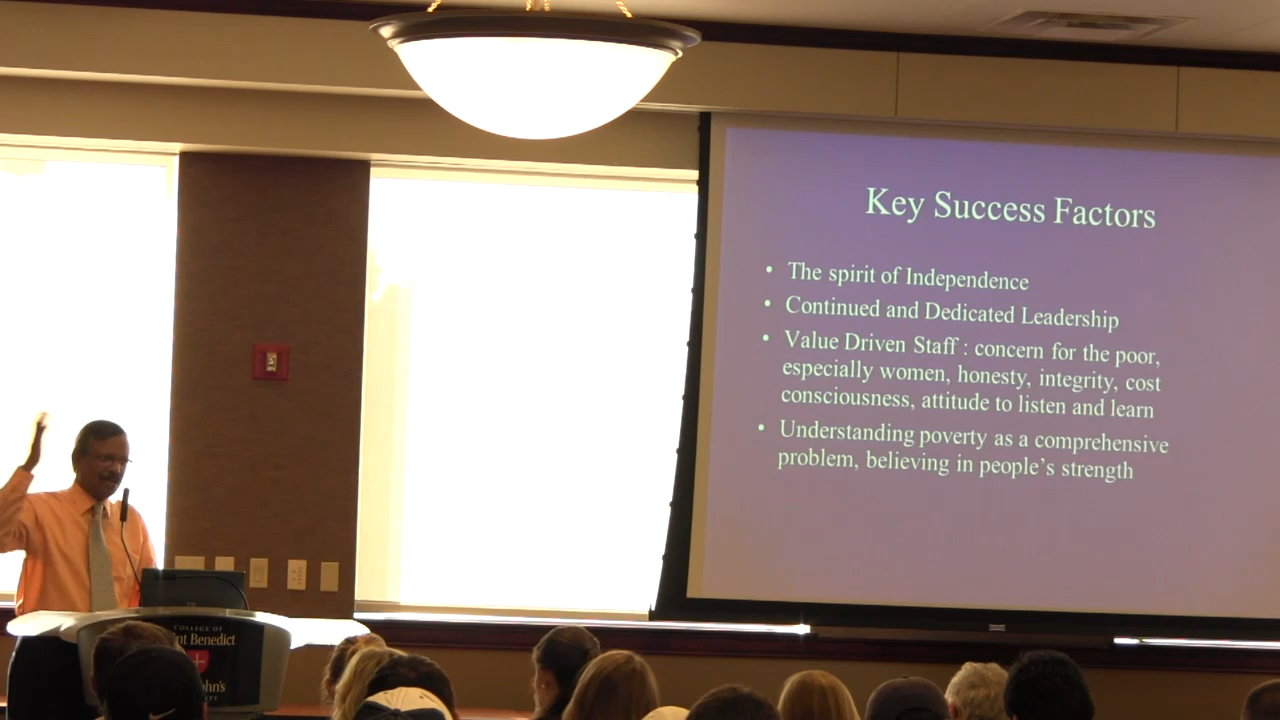 Key Success Factors
• The spirit of Independence
• Continued and Dedicated Leadership
• Value Driven Staff : concern for the poor,
especially women, honesty, integrity, cost
consciousness, attitude to listen and learn
• Understanding poverty as a comprehensive
problem, believing in people's strength
COLLEGE OF
nt Benedict
ohn's